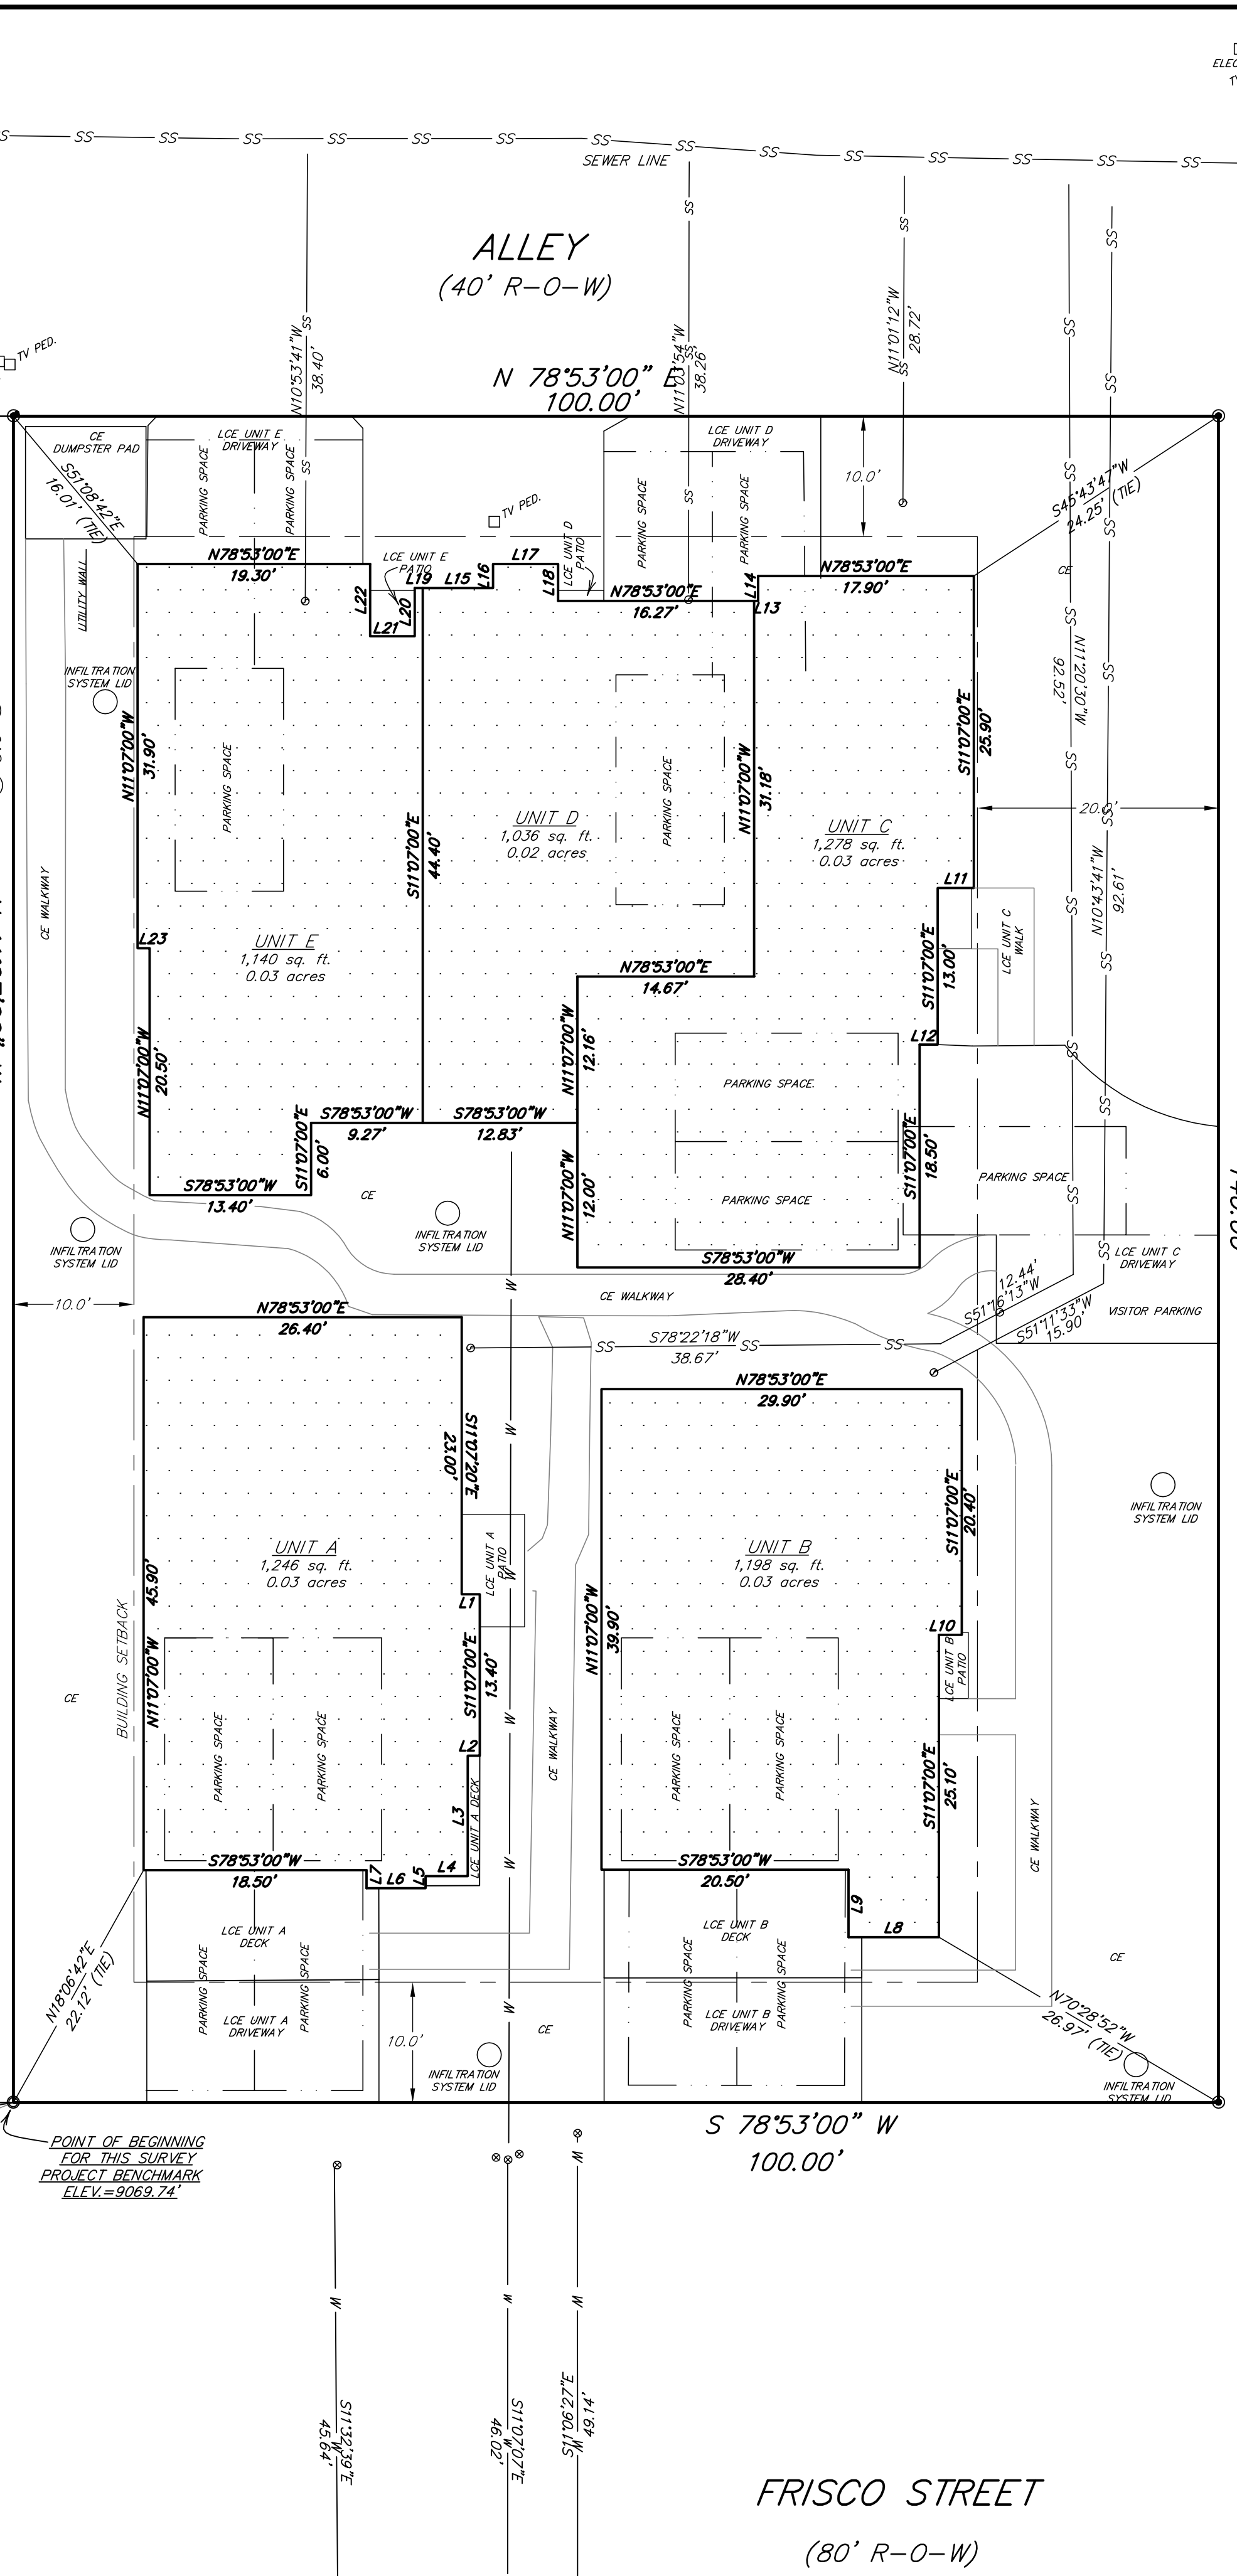 ELEC
TV
SS SS SS SS SS SS SS SS SS SS SS SS SS SS SS
SEWER LINE
ALLEY
(40' R-O-W)
N10°53'41"W
38.40'
N11°03'54"W
38.26'
N11°01'12"W
28.72'
TV PED.
N 78°53'00" E
100.00'
CE
DUMPSTER PAD
LCE UNIT E
DRIVEWAY
PARKING SPACE
PARKING SPACE
LCE UNIT D
DRIVEWAY
PARKING SPACE
PARKING SPACE
10.0'
S51°08'42"E
16.01' (TIE)
S45°43'47"W
24.25' (TIE)
TV PED.
UTILITY WALL
N78°53'00"E
19.30'
LCE UNIT E
PATIO
L17
LCE UNIT D
PATIO
L19 L15 L16
L18
L22
L20
L21
N78°53'00"E
16.27'
L14
L13
N78°53'00"E
17.90'
CE
INFILTRATION
SYSTEM LID
N11°07'00"W
31.90'
PARKING SPACE
S11°07'00"E
44.40'
PARKING SPACE
N11°07'00"W
31.18'
S11°07'00"E
25.90'
N11°20'30"W
92.52'
20.0'
N10°43'41"W
92.61'
UNIT D
1,036 sq. ft.
0.02 acres
UNIT C
1,278 sq. ft.
0.03 acres
CE WALKWAY
L11
L23
UNIT E
1,140 sq. ft.
0.03 acres
N78°53'00"E
14.67'
S11°07'00"E
13.00'
LCE UNIT C
WALK
L12
N11°07'00"W
20.50'
N11°07'00"W
12.16'
PARKING SPACE
S78°53'00"W
9.27'
S78°53'00"W
12.83'
S11°07'00"E
6.00'
N11°07'00"W
12.00'
S11°07'00"E
18.50'
PARKING SPACE
PARKING SPACE
S78°53'00"W
13.40'
CE
INFILTRATION
SYSTEM LID
INFILTRATION
SYSTEM LID
S78°53'00"W
28.40'
LCE UNIT C
DRIVEWAY
10.0'
CE WALKWAY
12.44'
S51°16'13"W
S51°11'33"W
15.90'
VISITOR PARKING
N78°53'00"E
26.40'
S78°22'18"W
38.67'
N78°53'00"E
29.90'
S11°07'20"E
23.00'
S11°07'00"E
20.40'
INFILTRATION
SYSTEM LID
UNIT A
1,246 sq. ft.
0.03 acres
LCE UNIT A
PATIO
UNIT B
1,198 sq. ft.
0.03 acres
45.90'
N11°07'00"W
BUILDING SETBACK
L1
N11°07'00"W
39.90'
L10
LCE UNIT B
PATIO
S11°07'00"E
13.40'
CE
PARKING SPACE
PARKING SPACE
L2
CE WALKWAY
PARKING SPACE
PARKING SPACE
S11°07'00"E
25.10'
L3
LCE UNIT A DECK
CE WALKWAY
S78°53'00"W
18.50'
L7 L6 L5 L4
S78°53'00"W
20.50'
L9
L8
LCE UNIT A
DECK
LCE UNIT B
DECK
CE
N18°06'42"E
22.12' (TIE)
PARKING SPACE
LCE UNIT A
DRIVEWAY
PARKING SPACE
10.0'
CE
PARKING SPACE
LCE UNIT B
DRIVEWAY
PARKING SPACE
N70°28'52"W
26.97' (TIE)
INFILTRATION
SYSTEM LID
INFILTRATION
SYSTEM LID
S 78°53'00" W
100.00'
POINT OF BEGINNING
FOR THIS SURVEY
PROJECT BENCHMARK
ELEV.=9069.74'
S11°32'39"E
45.64'
S11°07'07"E
46.02'
S11°06'27"E
49.14'
FRISCO STREET
(80' R-O-W)